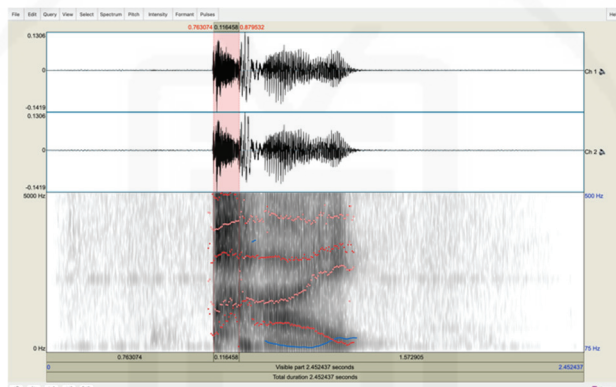 File Edit Query View Select Spectrum Pitch Intensity Formant Pulses He
0.763074 0.116458 0.879532
0.1306
0
-0.1419
Ch 1
0.1306
0
-0.1419
Ch 2
5000 Hz 500 Hz
0 Hz 75 Hz
0.763074 0.116458 1.572905
0 Visible part 2.452437 seconds 2.452437
Total duration 2.452437 seconds